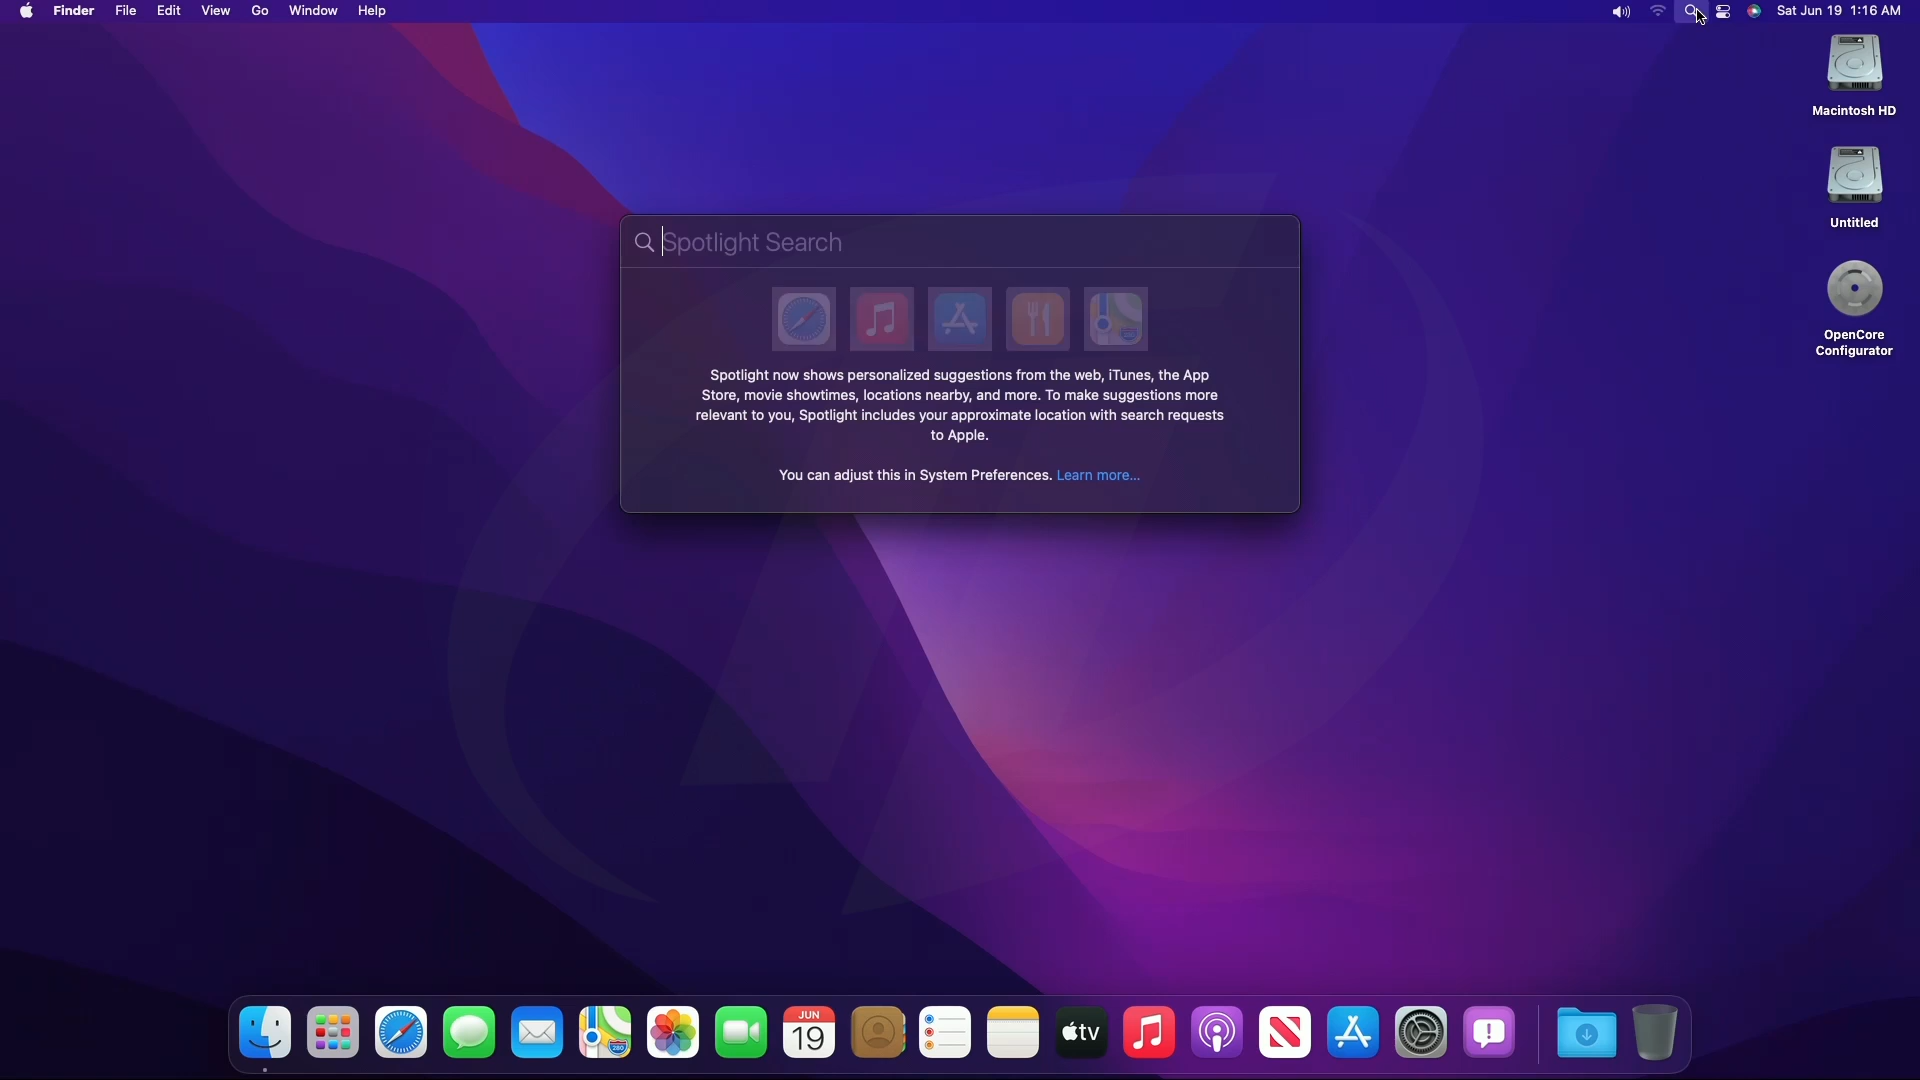 Finder File Edit View Go Window Help
Sat Jun 19 1:16 AM
Macintosh HD
Untitled
OpenCore
Configurator
Spotlight Search
Spotlight now shows personalized suggestions from the web, iTunes, the App
Store, movie showtimes, locations nearby, and more. To make suggestions more
relevant to you, Spotlight includes your approximate location with search requests
to Apple.
You can adjust this in System Preferences. Learn more...
280
JUN
19
tv